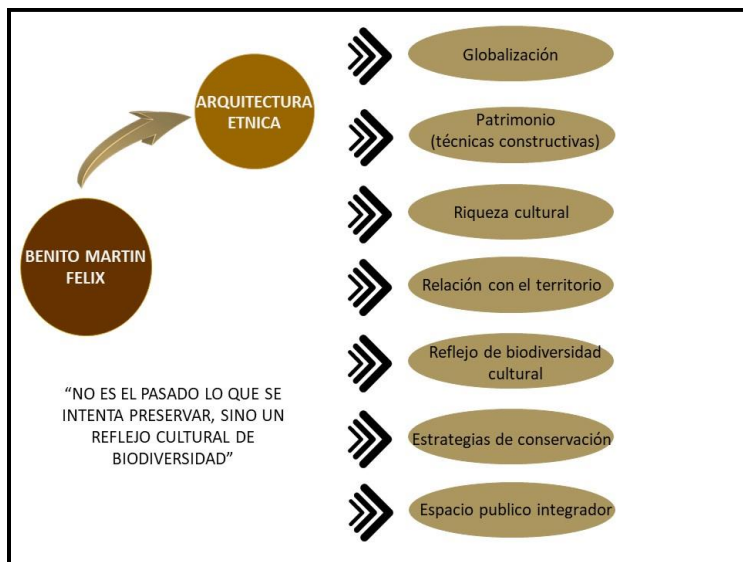 ARQUITECTURA
ETNICA
BENITO MARTIN
FELIX
“NO ES EL PASADO LO QUE SE
INTENTA PRESERVAR, SINO UN
REFLEJO CULTURAL DE
BIODIVERSIDAD”
Globalización
Patrimonio
(técnicas constructivas)
Riqueza cultural
Relación con el territorio
Reflejo de biodiversidad
cultural
Estrategias de conservación
Espacio publico integrador